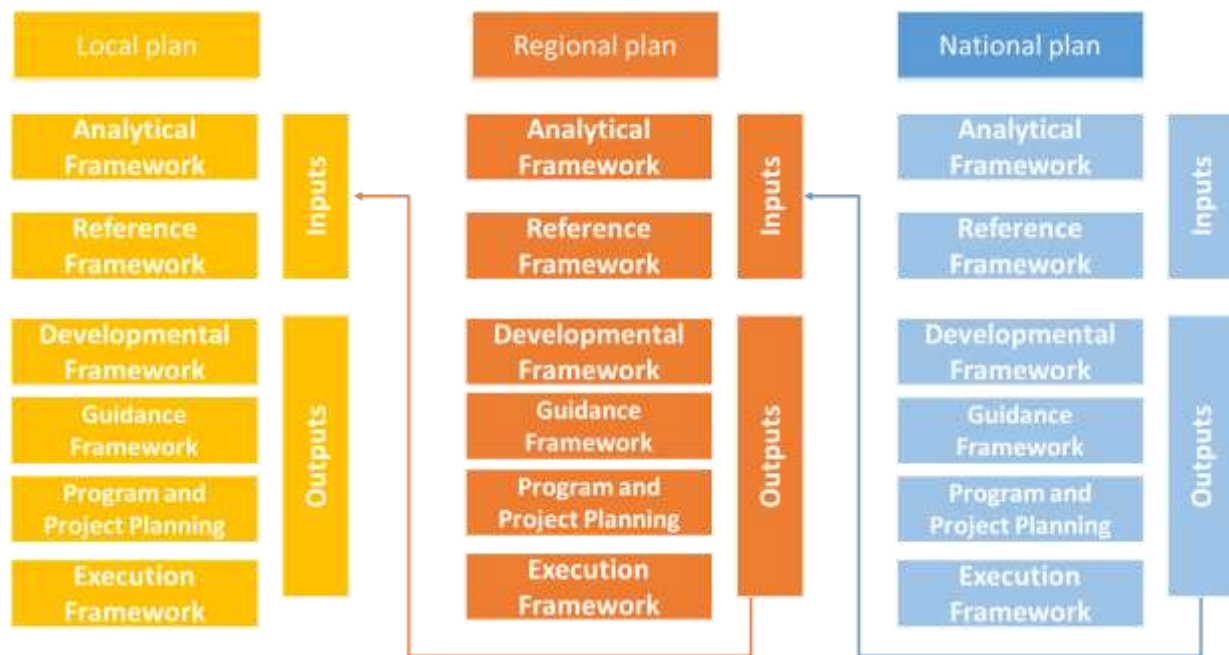 Local plan
Analytical
Framework
Reference
Framework
Inputs
Developmental
Framework
Guidance
Framework
Program and
Project Planning
Execution
Framework
Outputs
Regional plan
Analytical
Framework
Reference
Framework
Inputs
Developmental
Framework
Guidance
Framework
Program and
Project Planning
Execution
Framework
Outputs
National plan
Analytical
Framework
Reference
Framework
Inputs
Developmental
Framework
Guidance
Framework
Program and
Project Planning
Execution
Framework
Outputs